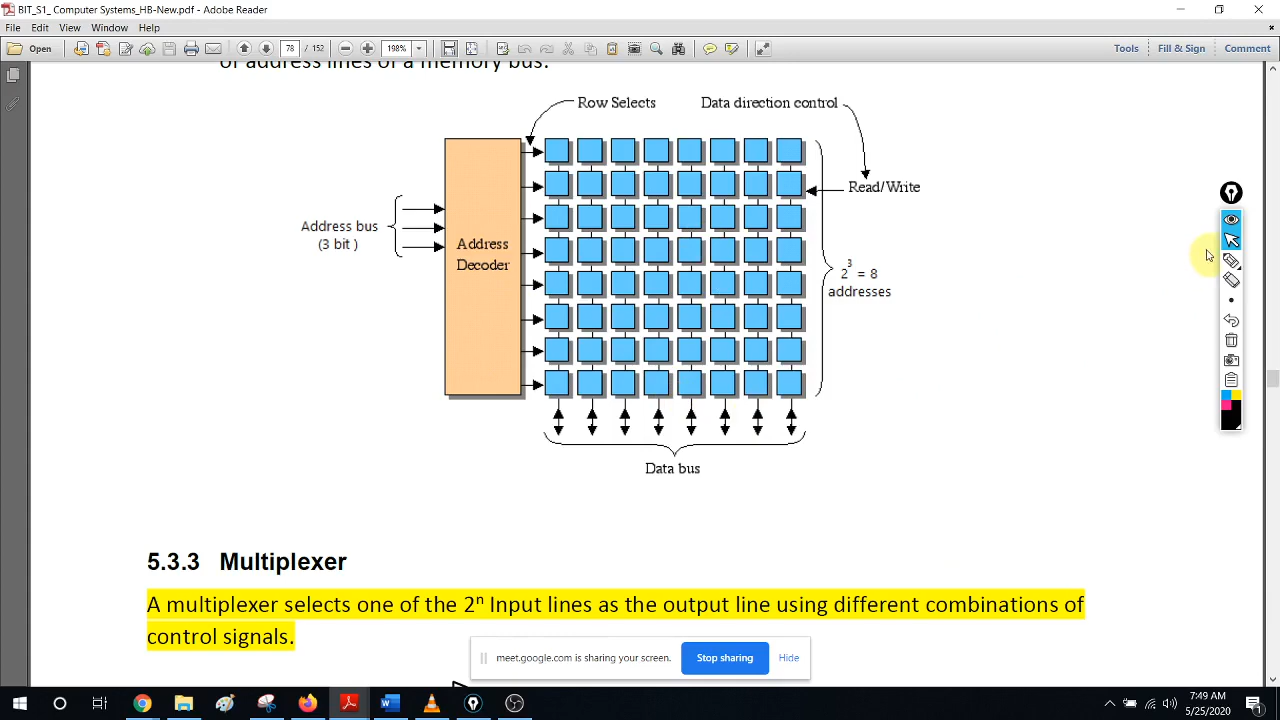 BIT_S1_ Computer Systems_HB-New.pdf - Adobe Reader
File Edit View Window Help
Open 78 / 152 198% Tools Fill & Sign Comment
of address lines of a memory bus.
Row Selects Data direction control
Read/Write
Address bus
(3 bit )
Address
Decoder
2³ = 8
addresses
Data bus
5.3.3 Multiplexer
A multiplexer selects one of the 2ⁿ Input lines as the output line using different combinations of
control signals.
meet.google.com is sharing your screen. Stop sharing Hide
7:49 AM
5/25/2020